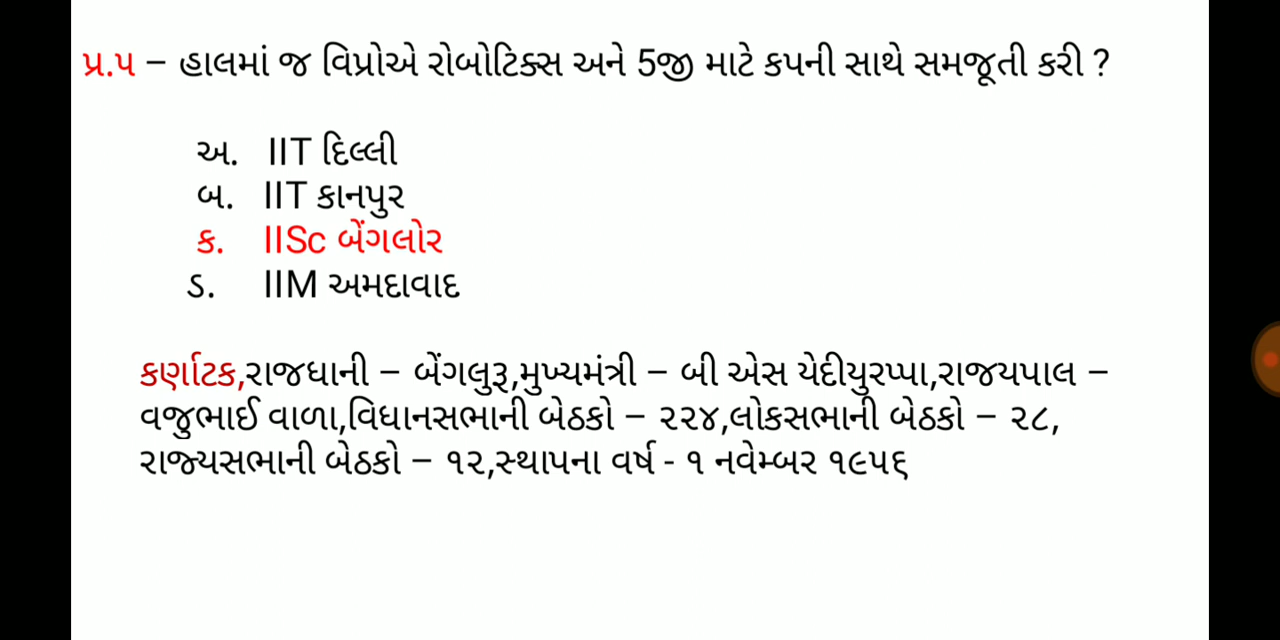 પ્ર.૫ – હાલમાં જ વિપ્રોએ રોબોટિક્સ અને 5જી માટે કપની સાથે સમજૂતી કરી ?
અ. IIT દિલ્લી
બ. IIT કાનપુર
ક. IISc બેંગલોર
ડ. IIM અમદાવાદ
કર્ણાટક,રાજધાની – બેંગલુરૂ,મુખ્યમંત્રી – બી એસ યેદીયુરપ્પા,રાજયપાલ –
વજુભાઈ વાળા,વિધાનસભાની બેઠકો – ૨૨૪,લોકસભાની બેઠકો – ૨૮,
રાજ્યસભાની બેઠકો – ૧૨,સ્થાપના વર્ષ - ૧ નવેમ્બર ૧૯૫૬